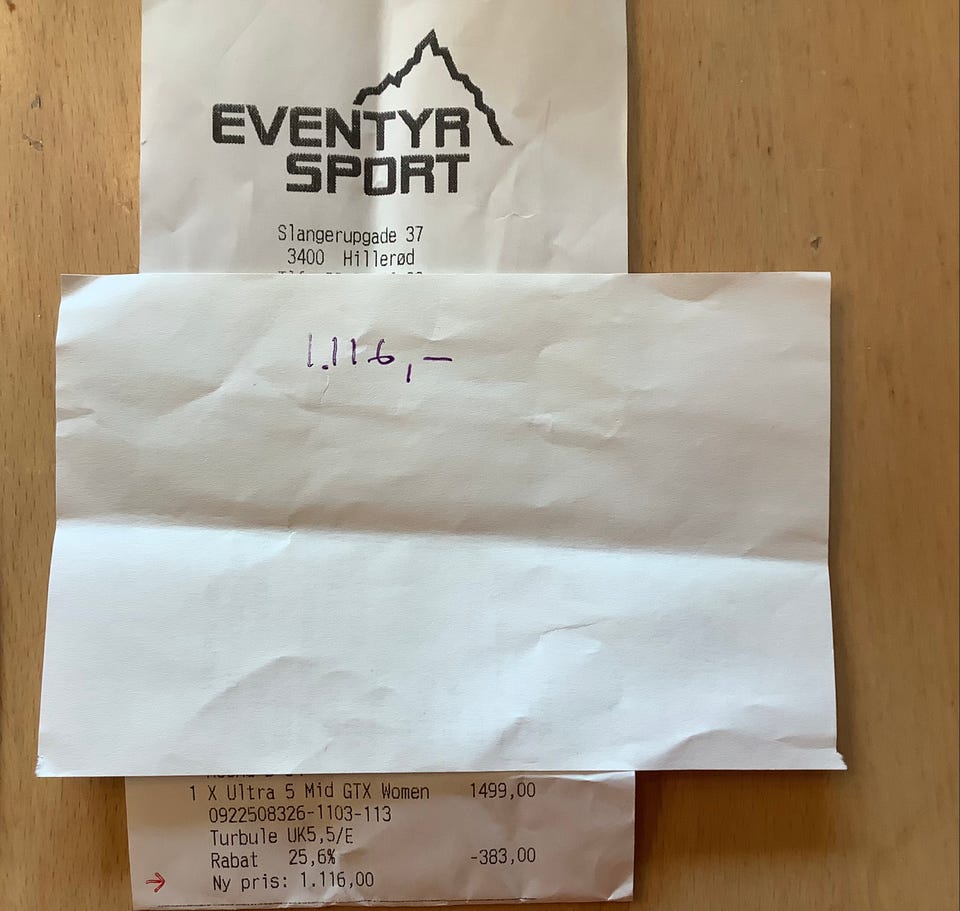 EVENTYR
SPORT
Slangerupgade 37
3400 Hillerød
1.116,-
1 X Ultra 5 Mid GTX Women 1499,00
0922508326-1103-113
Turbule UK5,5/E
Rabat 25,6% -383,00
→ Ny pris: 1.116,00